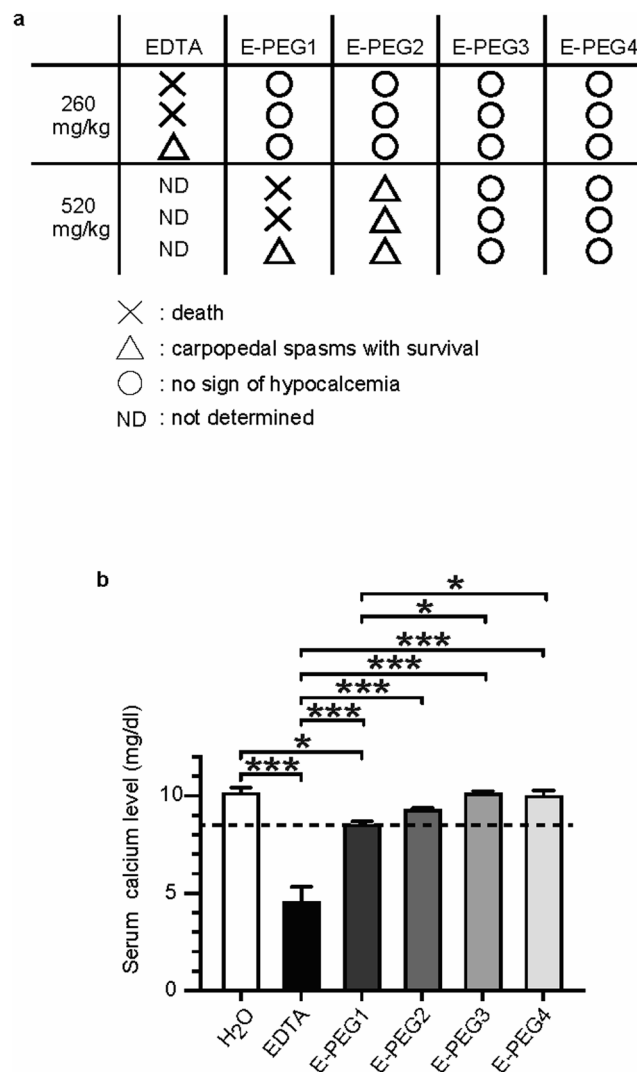 a
EDTA E-PEG1 E-PEG2 E-PEG3 E-PEG4
260
mg/kg
520
mg/kg
ND
ND
ND
: death
: carpopedal spasms with survival
: no sign of hypocalcemia
ND : not determined
b
*
*
***
***
***
***
*
***
Serum calcium level (mg/dl)
10
5
0
H2O
EDTA
E-PEG1
E-PEG2
E-PEG3
E-PEG4